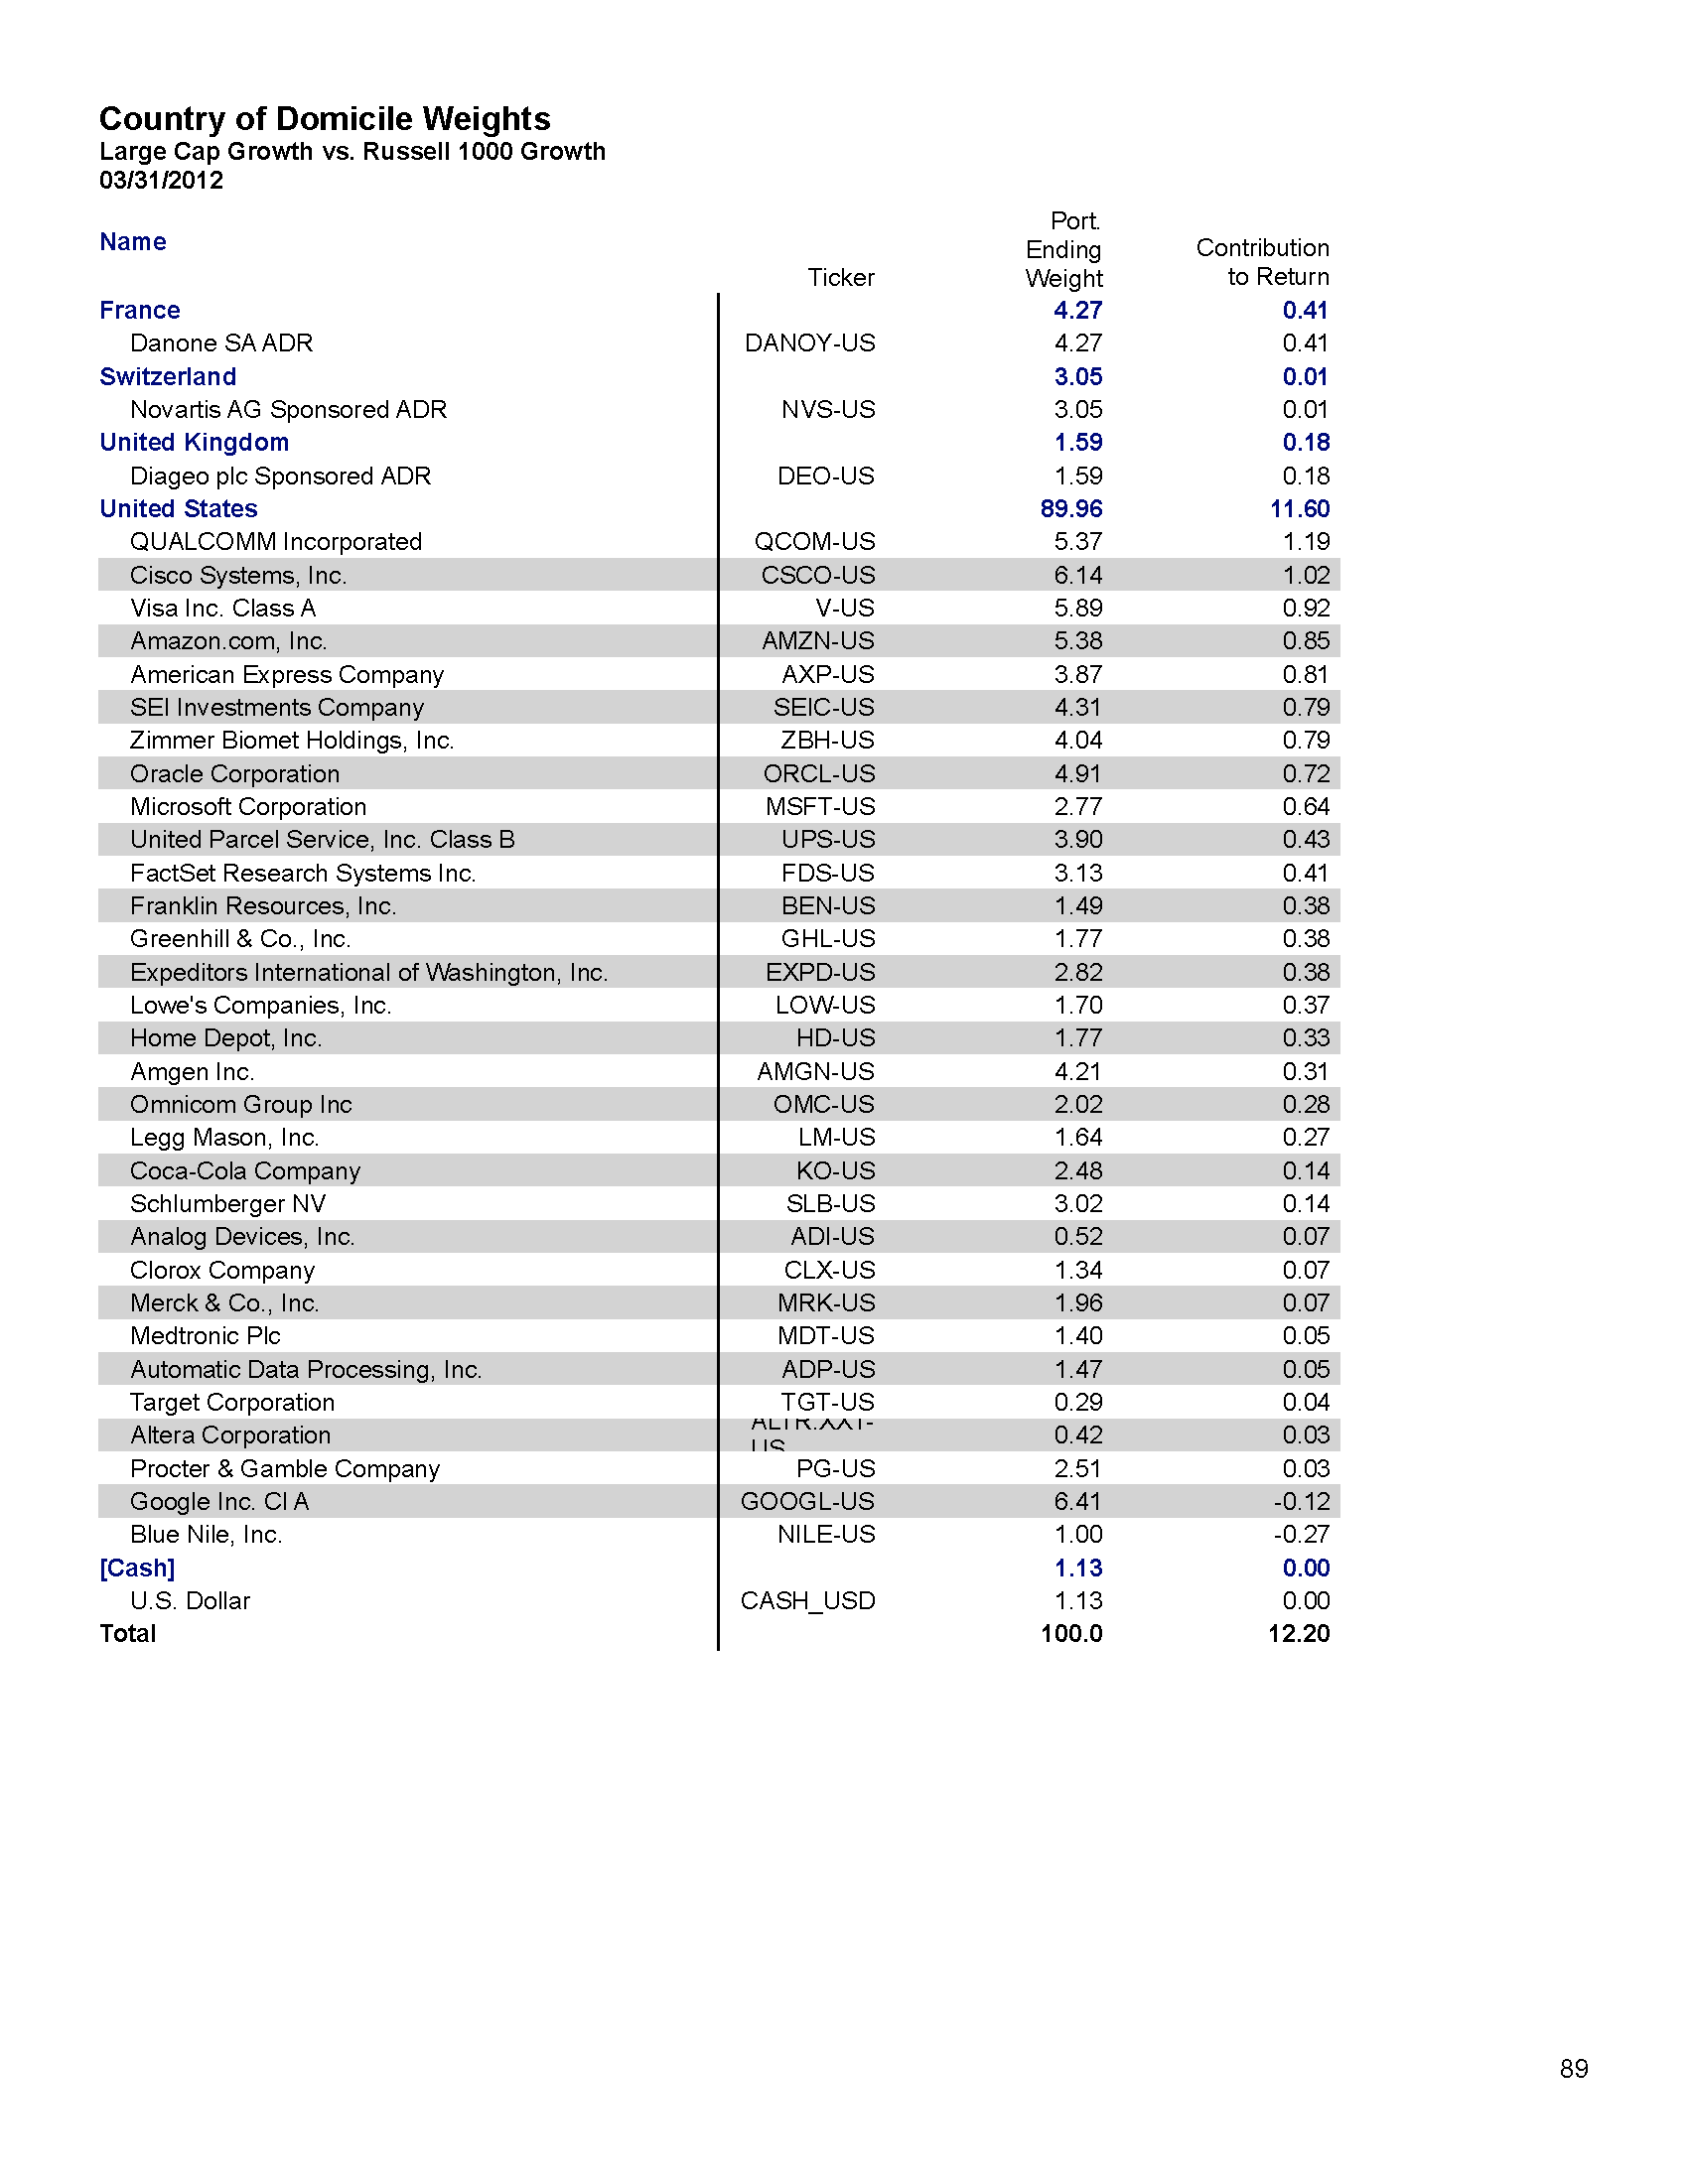 Country of Domicile Weights
Large Cap Growth vs. Russell 1000 Growth
03/31/2012
Name Ticker Port. Ending Weight Contribution to Return
France 4.27 0.41
Danone SA ADR DANOY-US 4.27 0.41
Switzerland 3.05 0.01
Novartis AG Sponsored ADR NVS-US 3.05 0.01
United Kingdom 1.59 0.18
Diageo plc Sponsored ADR DEO-US 1.59 0.18
United States 89.96 11.60
QUALCOMM Incorporated QCOM-US 5.37 1.19
Cisco Systems, Inc. CSCO-US 6.14 1.02
Visa Inc. Class A V-US 5.89 0.92
Amazon.com, Inc. AMZN-US 5.38 0.85
American Express Company AXP-US 3.87 0.81
SEI Investments Company SEIC-US 4.31 0.79
Zimmer Biomet Holdings, Inc. ZBH-US 4.04 0.79
Oracle Corporation ORCL-US 4.91 0.72
Microsoft Corporation MSFT-US 2.77 0.64
United Parcel Service, Inc. Class B UPS-US 3.90 0.43
FactSet Research Systems Inc. FDS-US 3.13 0.41
Franklin Resources, Inc. BEN-US 1.49 0.38
Greenhill & Co., Inc. GHL-US 1.77 0.38
Expeditors International of Washington, Inc. EXPD-US 2.82 0.38
Lowe's Companies, Inc. LOW-US 1.70 0.37
Home Depot, Inc. HD-US 1.77 0.33
Amgen Inc. AMGN-US 4.21 0.31
Omnicom Group Inc OMC-US 2.02 0.28
Legg Mason, Inc. LM-US 1.64 0.27
Coca-Cola Company KO-US 2.48 0.14
Schlumberger NV SLB-US 3.02 0.14
Analog Devices, Inc. ADI-US 0.52 0.07
Clorox Company CLX-US 1.34 0.07
Merck & Co., Inc. MRK-US 1.96 0.07
Medtronic Plc MDT-US 1.40 0.05
Automatic Data Processing, Inc. ADP-US 1.47 0.05
Target Corporation TGT-US 0.29 0.04
Altera Corporation 0.42 0.03
Procter & Gamble Company PG-US 2.51 0.03
Google Inc. Cl A GOOGL-US 6.41 -0.12
Blue Nile, Inc. NILE-US 1.00 -0.27
[Cash] 1.13 0.00
U.S. Dollar CASH_USD 1.13 0.00
Total 100.0 12.20
89